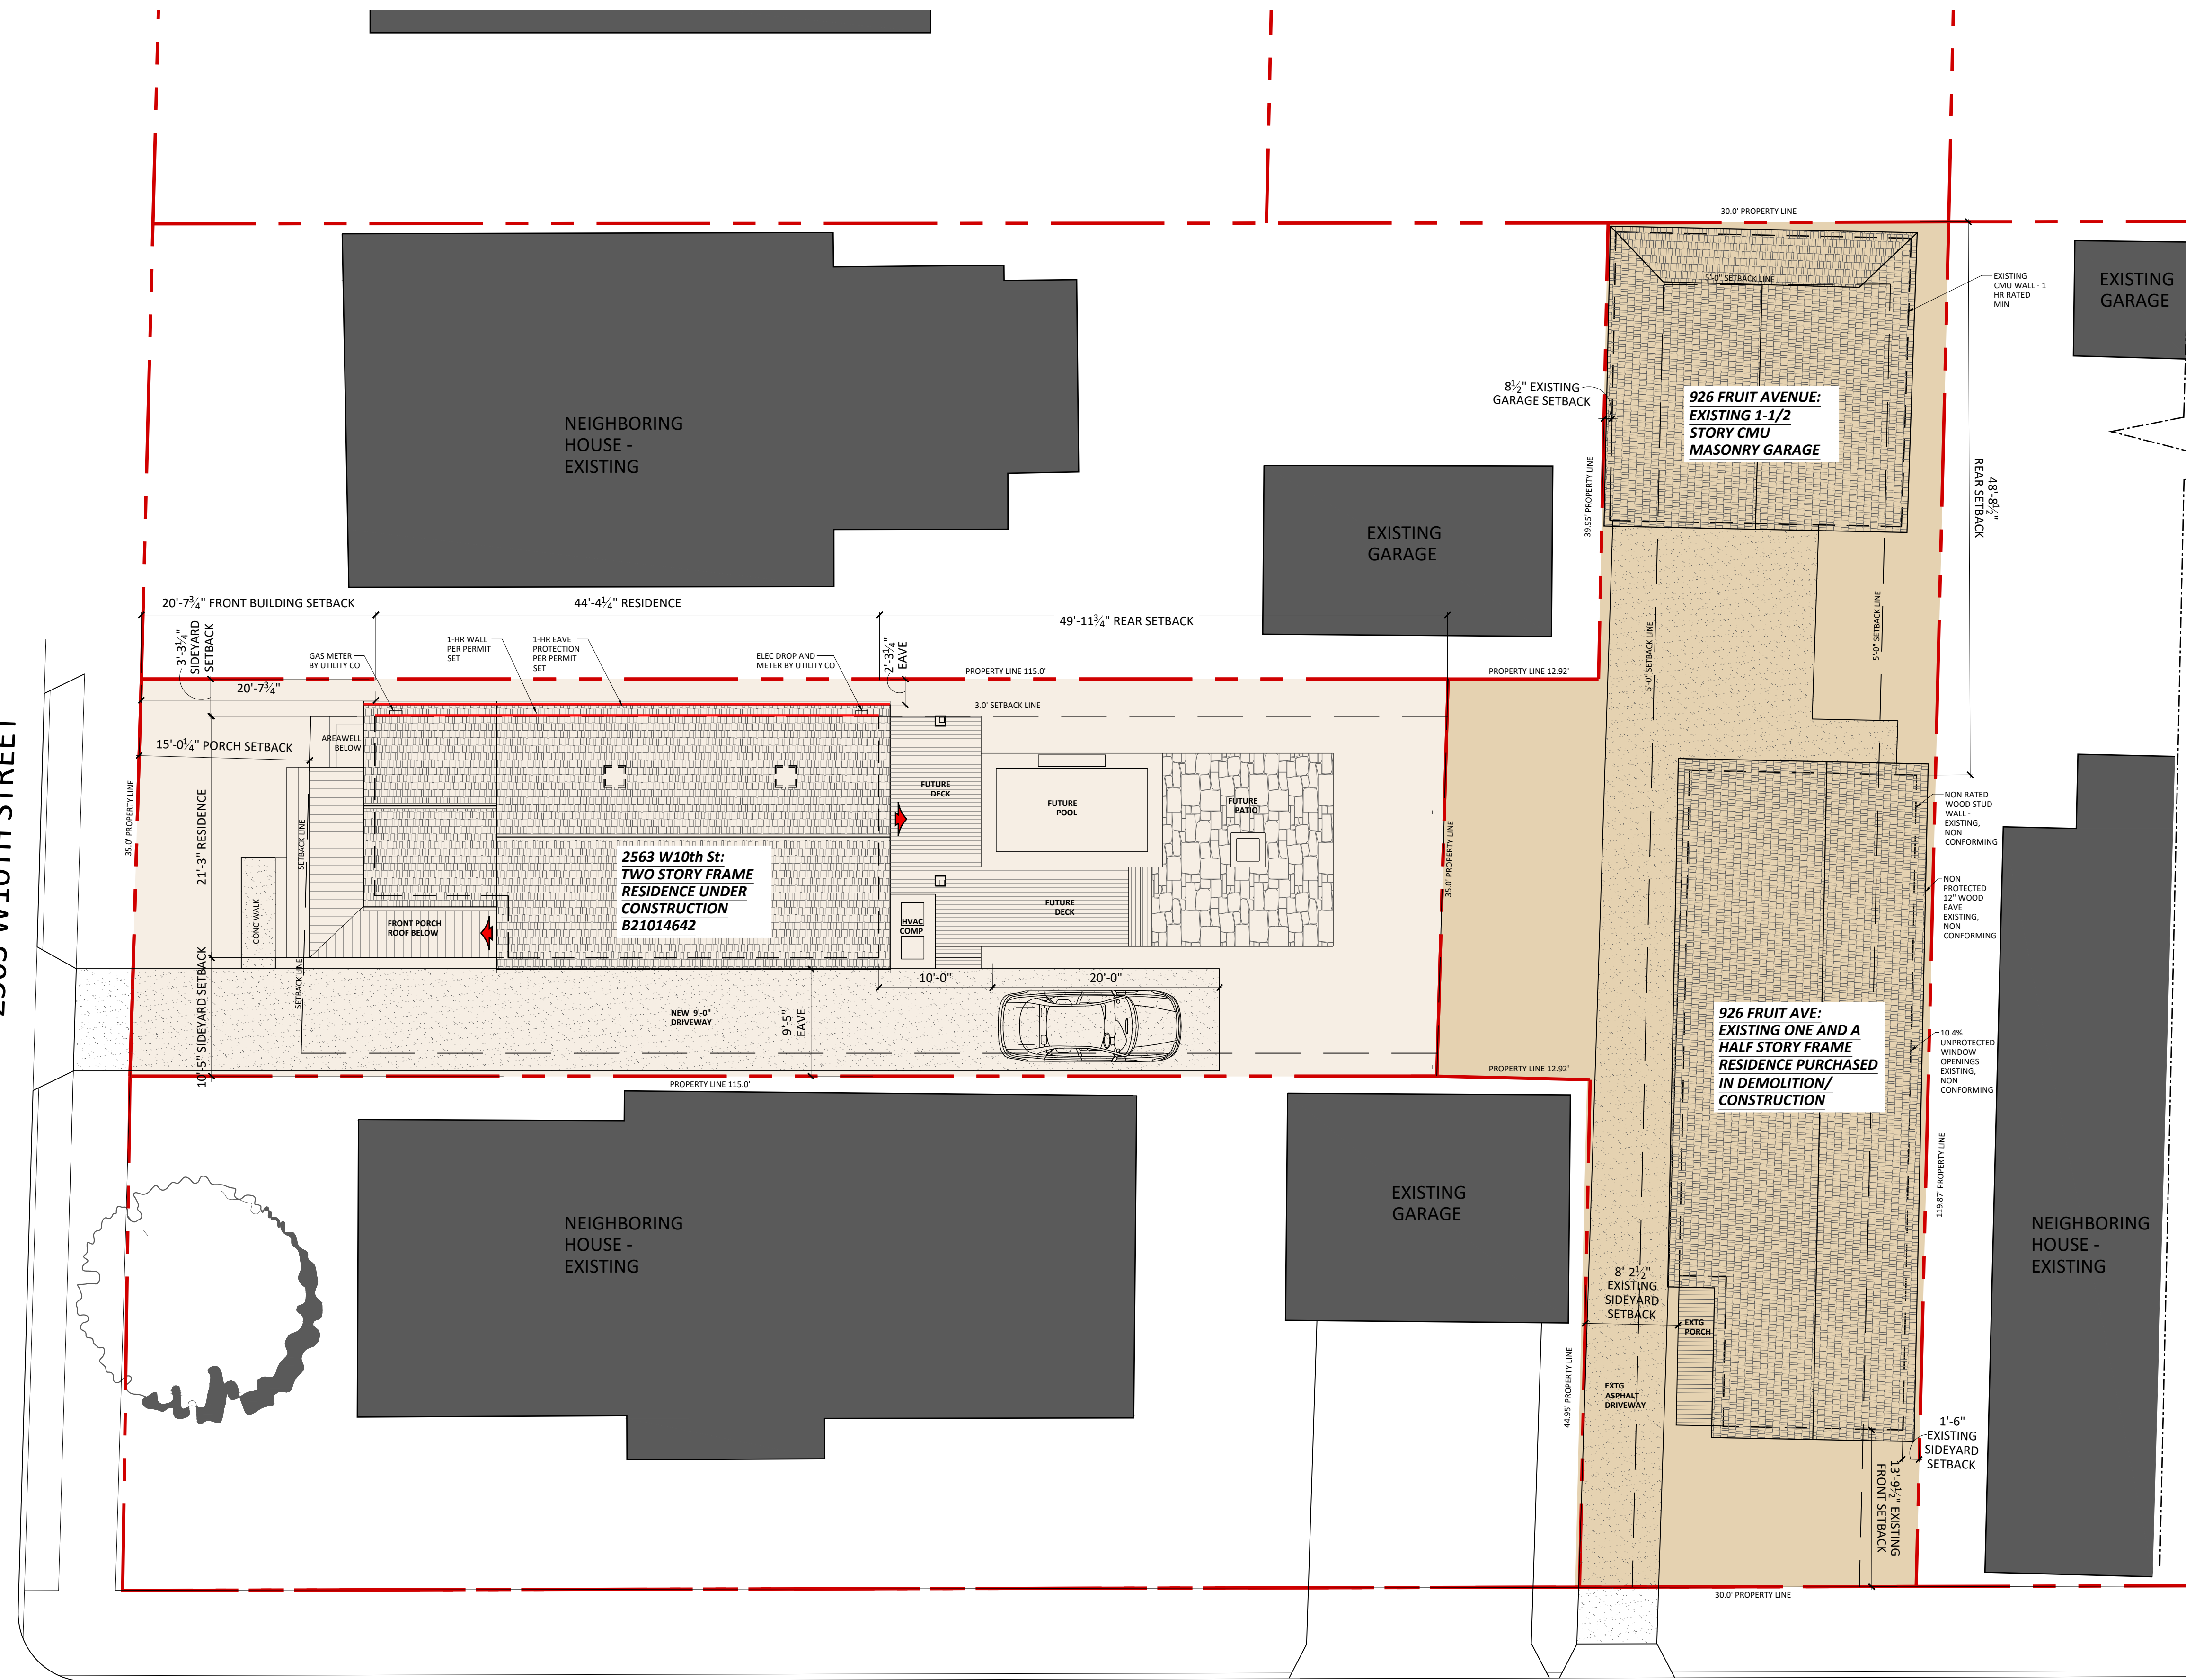 30.0' PROPERTY LINE
EXISTING
CMU WALL - 1
HR RATED
MIN
EXISTING
GARAGE
5'-0" SETBACK LINE
NEIGHBORING
HOUSE -
EXISTING
8½" EXISTING
GARAGE SETBACK
926 FRUIT AVENUE:
EXISTING 1-1/2
STORY CMU
MASONRY GARAGE
39.95' PROPERTY LINE
48'-8½"
REAR SETBACK
EXISTING
GARAGE
20'-7¾" FRONT BUILDING SETBACK
44'-4¼" RESIDENCE
49'-11¾" REAR SETBACK
3'-3¼"
SIDEYARD
SETBACK
GAS METER
BY UTILITY CO
1-HR WALL
PER PERMIT
SET
1-HR EAVE
PROTECTION
PER PERMIT
SET
ELEC DROP AND
METER BY UTILITY CO
2'-3¼"
EAVE
PROPERTY LINE 115.0'
PROPERTY LINE 12.92'
5'-0" SETBACK LINE
5'-0" SETBACK LINE
20'-7¾"
3.0' SETBACK LINE
15'-0¼" PORCH SETBACK
AREAWELL
BELOW
2563 W10TH STREET
35.0' PROPERTY LINE
21'-3" RESIDENCE
SETBACK LINE
FUTURE
DECK
FUTURE
POOL
FUTURE
PATIO
35.0' PROPERTY LINE
2563 W10th St:
TWO STORY FRAME
RESIDENCE UNDER
CONSTRUCTION
B21014642
CONC WALK
FRONT PORCH
ROOF BELOW
HVAC
COMP
FUTURE
DECK
NON RATED
WOOD STUD
WALL -
EXISTING,
NON
CONFORMING
NON
PROTECTED
12" WOOD
EAVE
EXISTING,
NON
CONFORMING
10'-5" SIDEYARD SETBACK
SETBACK LINE
10'-0"
20'-0"
NEW 9'-0"
DRIVEWAY
9'-5"
EAVE
926 FRUIT AVE:
EXISTING ONE AND A
HALF STORY FRAME
RESIDENCE PURCHASED
IN DEMOLITION/
CONSTRUCTION
10.4%
UNPROTECTED
WINDOW
OPENINGS
EXISTING,
NON
CONFORMING
PROPERTY LINE 115.0'
PROPERTY LINE 12.92'
119.87' PROPERTY LINE
NEIGHBORING
HOUSE -
EXISTING
EXISTING
GARAGE
NEIGHBORING
HOUSE -
EXISTING
8'-2½"
EXISTING
SIDEYARD
SETBACK
EXTG
PORCH
44.95' PROPERTY LINE
EXTG
ASPHALT
DRIVEWAY
1'-6"
EXISTING
SIDEYARD
SETBACK
13'-9½" EXISTING
FRONT SETBACK
30.0' PROPERTY LINE